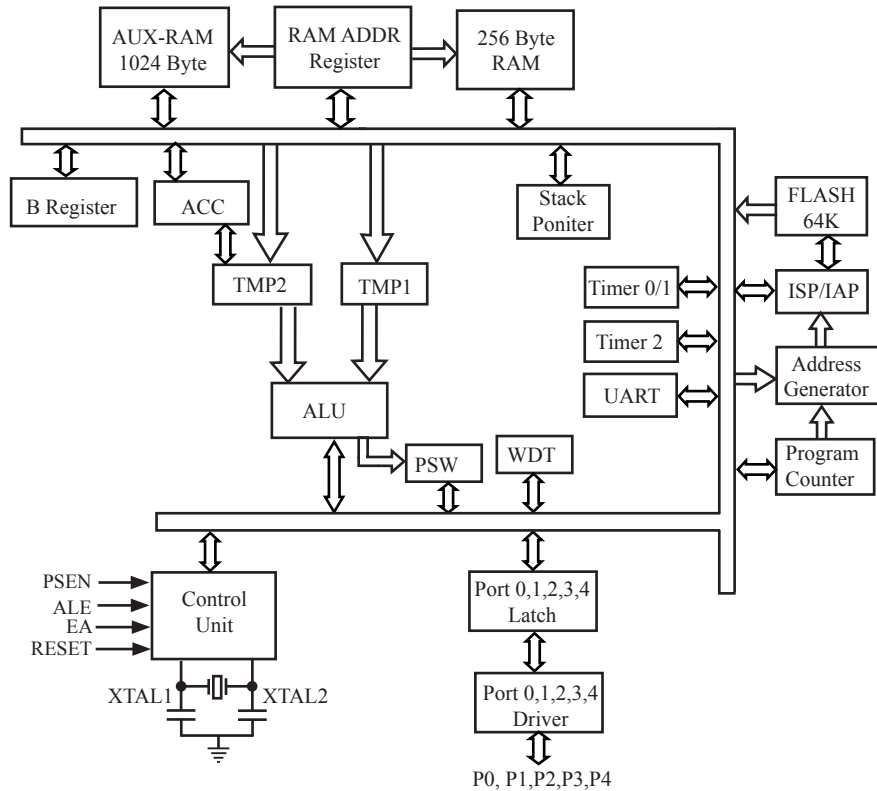 AUX-RAM
1024 Byte
RAM ADDR
Register
256 Byte
RAM
B Register
ACC
Stack
Poniter
FLASH
64K
TMP2
TMP1
Timer 0/1
ISP/IAP
Timer 2
Address
Generator
UART
ALU
PSW
WDT
Program
Counter
PSEN
ALE
EA
RESET
Control
Unit
Port 0,1,2,3,4
Latch
XTAL1
XTAL2
Port 0,1,2,3,4
Driver
P0, P1,P2,P3,P4